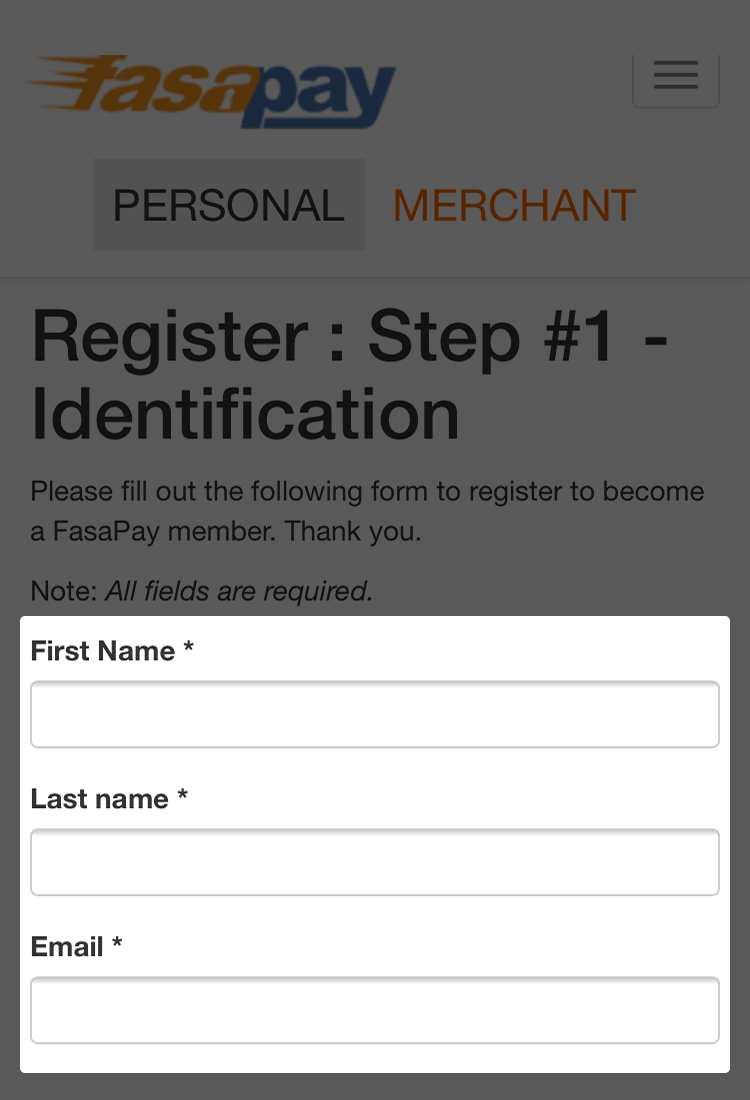 fasapay
PERSONAL MERCHANT
Register : Step #1 -
Identification
Please fill out the following form to register to become
a FasaPay member. Thank you.
Note: All fields are required.
First Name *
Last name *
Email *